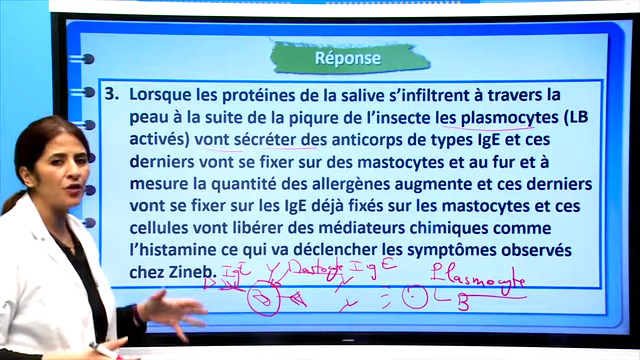 Réponse
3. Lorsque les protéines de la salive s'infiltrent à travers la
peau à la suite de la piqure de l'insecte les plasmocytes (LB
activés) vont sécréter des anticorps de types IgE et ces
derniers vont se fixer sur des mastocytes et au fur et à
mesure la quantité des allergènes augmente et ces derniers
vont se fixer sur les IgE déjà fixés sur les mastocytes et ces
cellules vont libérer des médiateurs chimiques comme
l'histamine ce qui va déclencher les symptômes observés
chez Zineb.
IgE Mastocyte IgE Plasmocyte
B